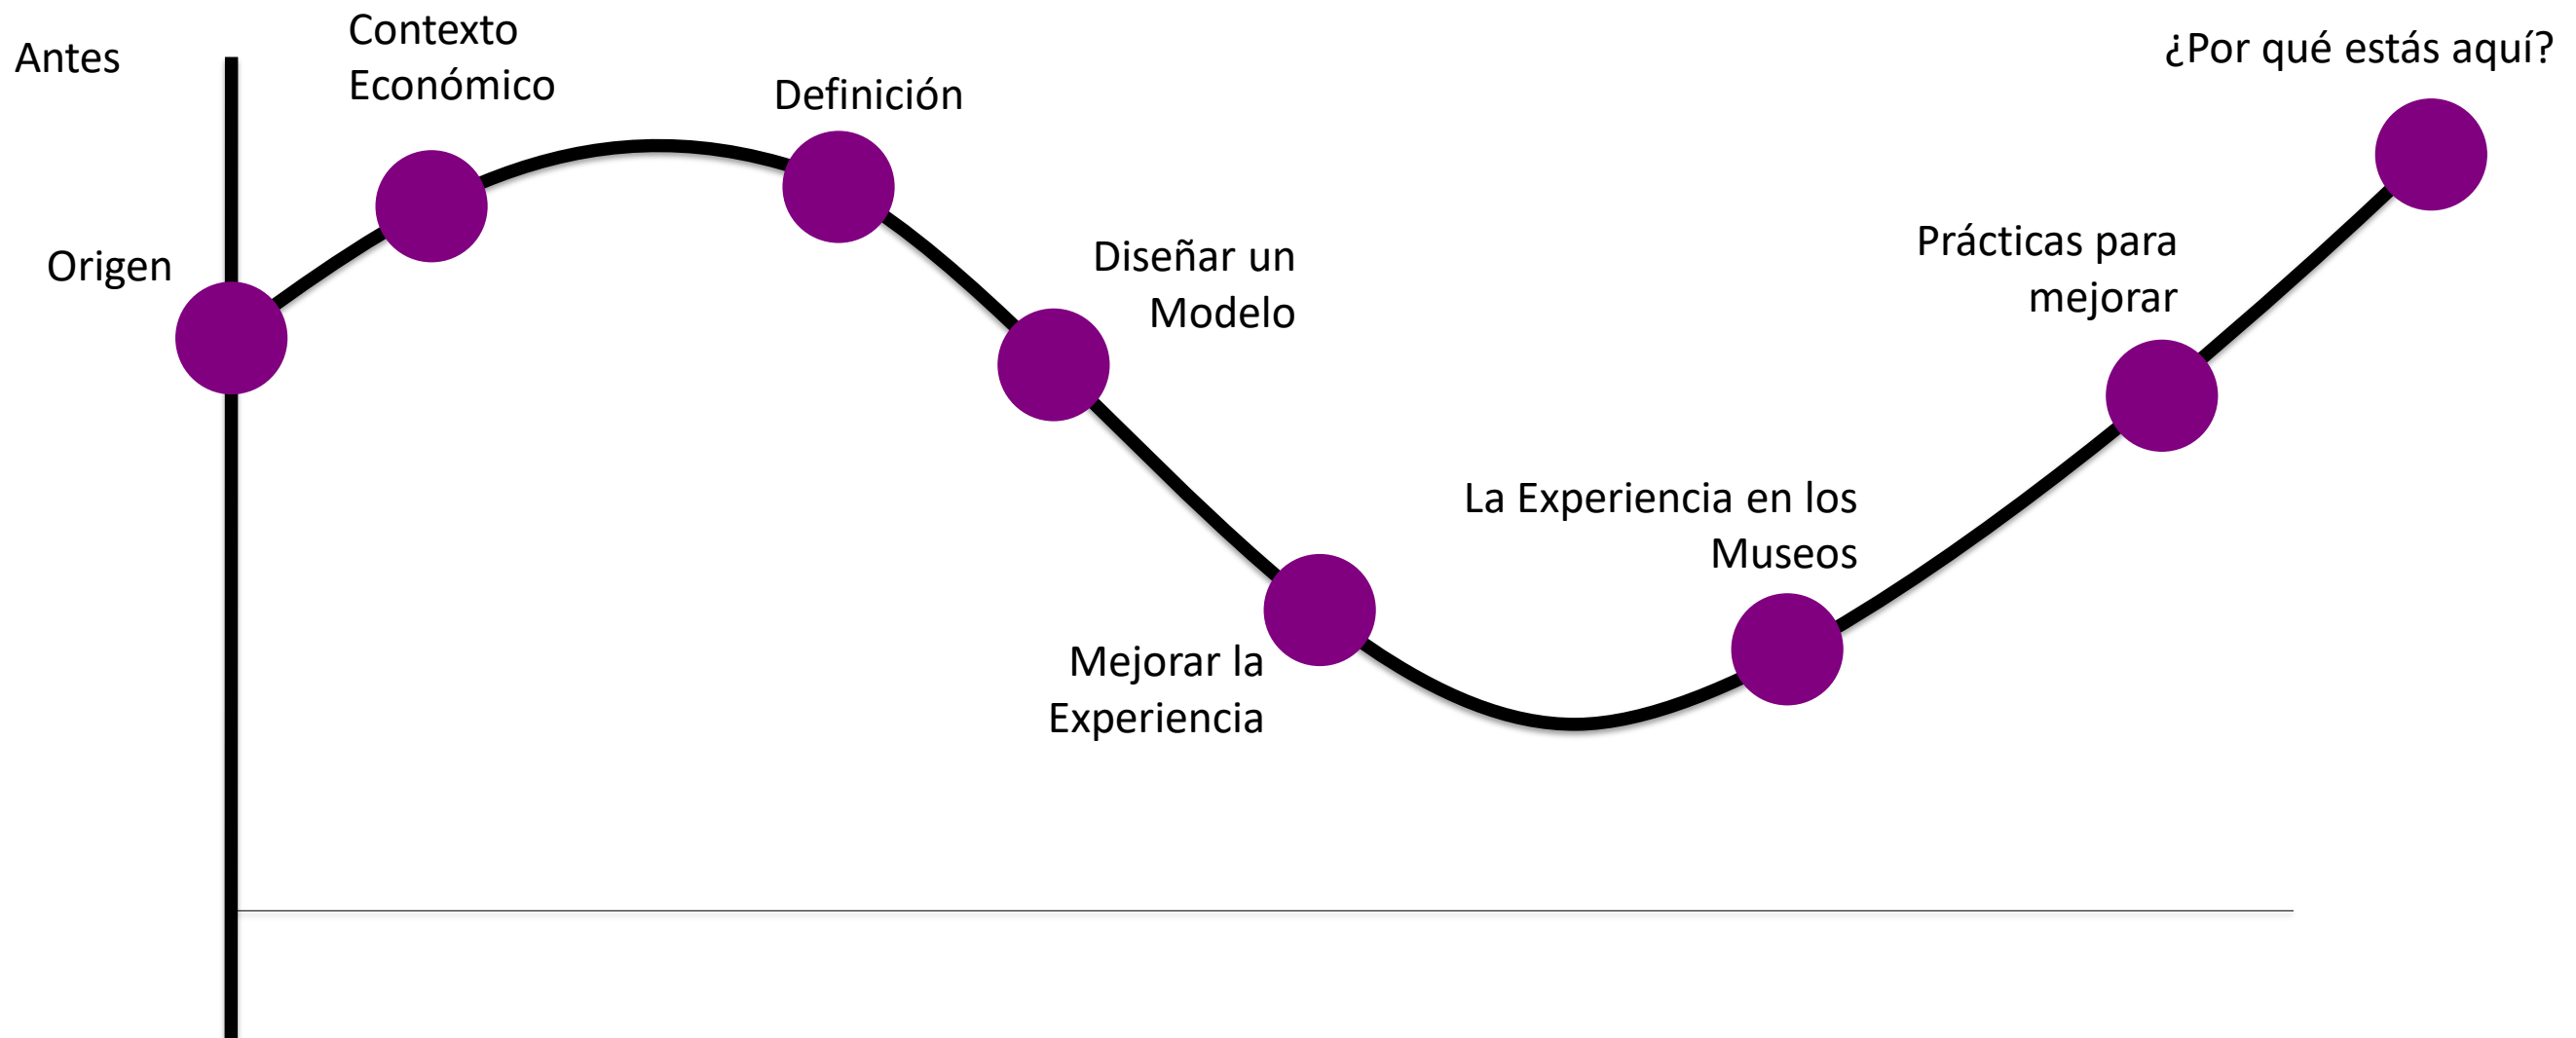 Antes
Contexto
Económico
Definición
¿Por qué estás aquí?
Origen
Diseñar un
Modelo
Prácticas para
mejorar
La Experiencia en los
Museos
Mejorar la
Experiencia